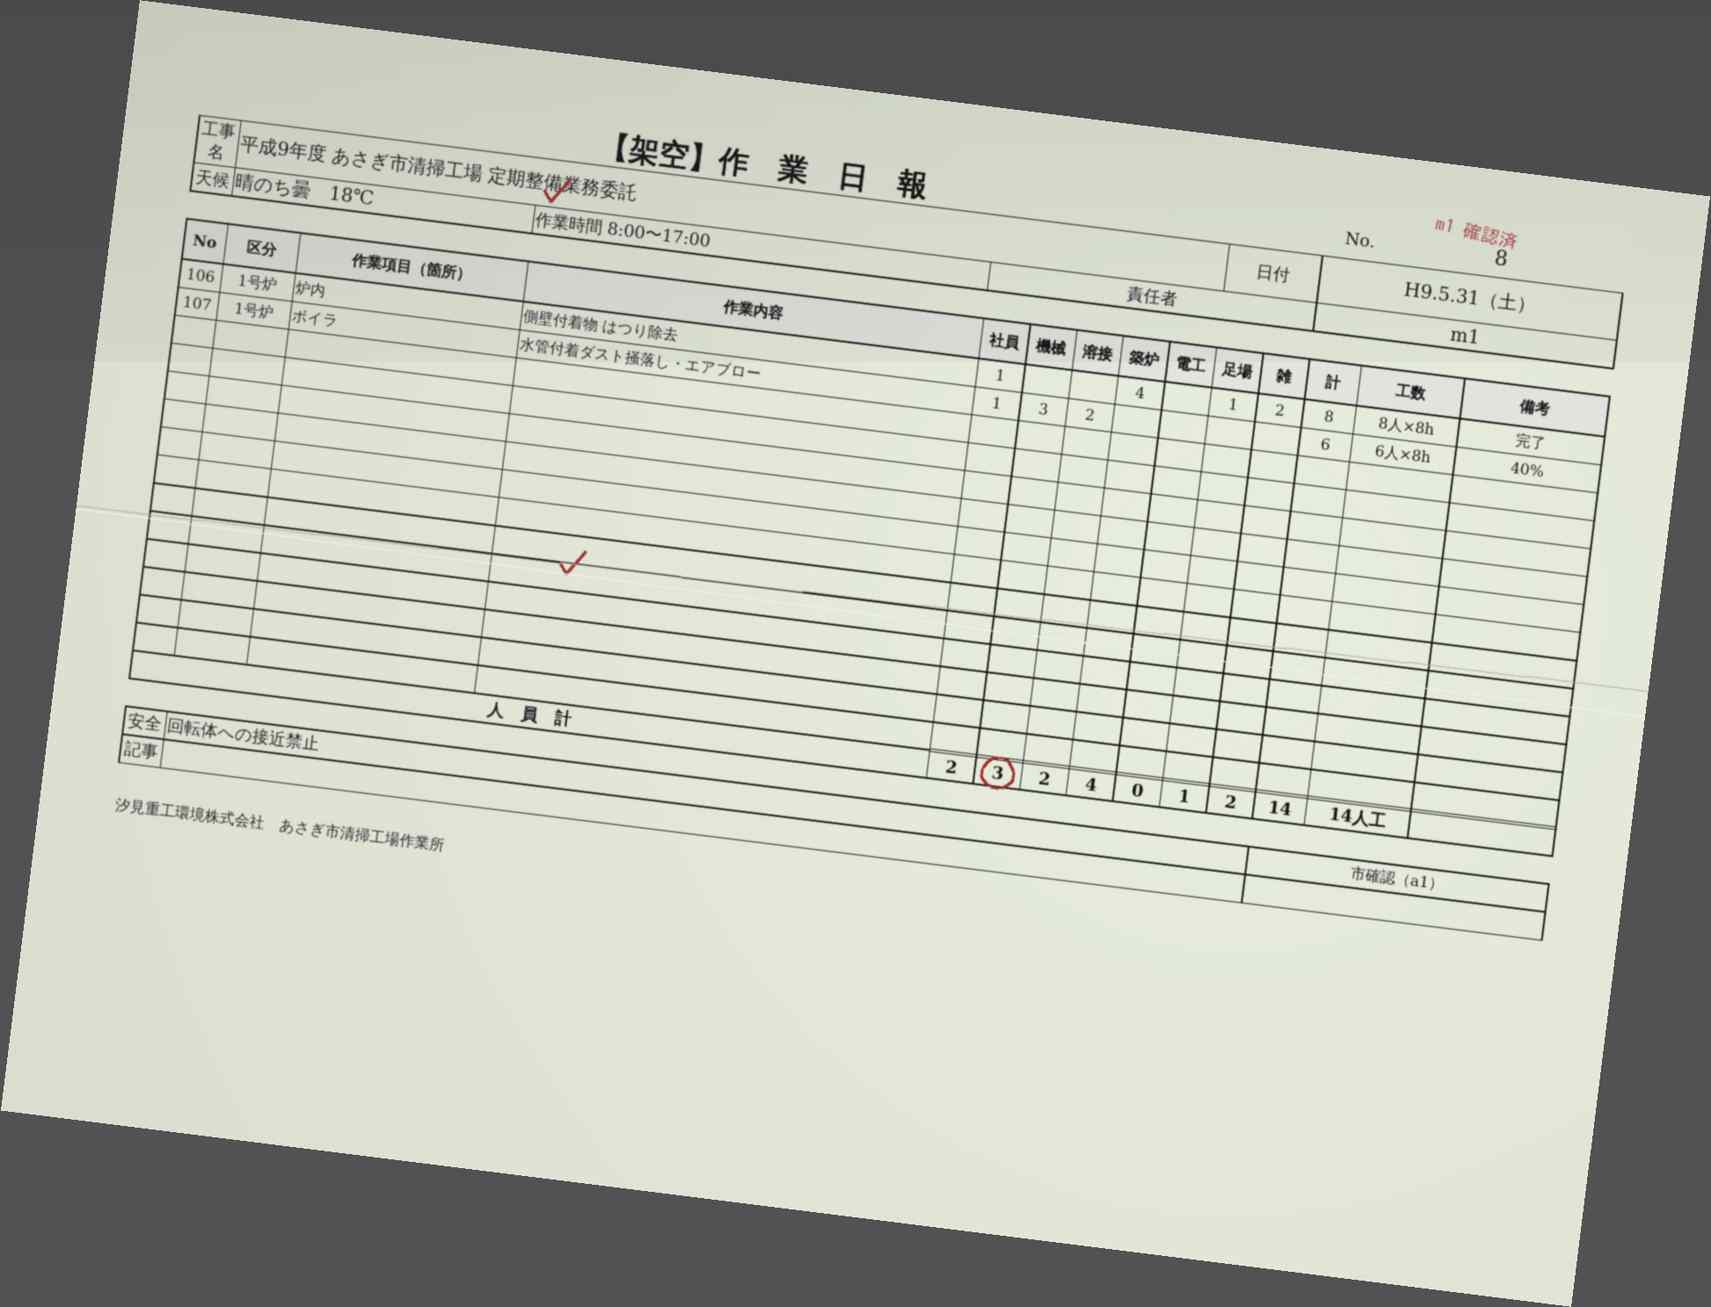 【架空】作　業　日　報
m1 確認済
No. 8
工事名 平成9年度 あさぎ市清掃工場 定期整備業務委託 日付 H9.5.31（土）
天候 晴のち曇　18℃ 作業時間 8:00〜17:00 責任者 m1
No 区分 作業項目（箇所） 作業内容 社員 機械 溶接 築炉 電工 足場 雑 計 工数 備考
106 1号炉 炉内 側壁付着物 はつり除去 1 4 1 2 8 8人×8h 完了
107 1号炉 ボイラ 水管付着ダスト掻落し・エアブロー 1 3 2 6 6人×8h 40%
人　員　計 2 3 2 4 0 1 2 14 14人工
安全 回転体への接近禁止 市確認（a1）
記事
汐見重工環境株式会社　あさぎ市清掃工場作業所